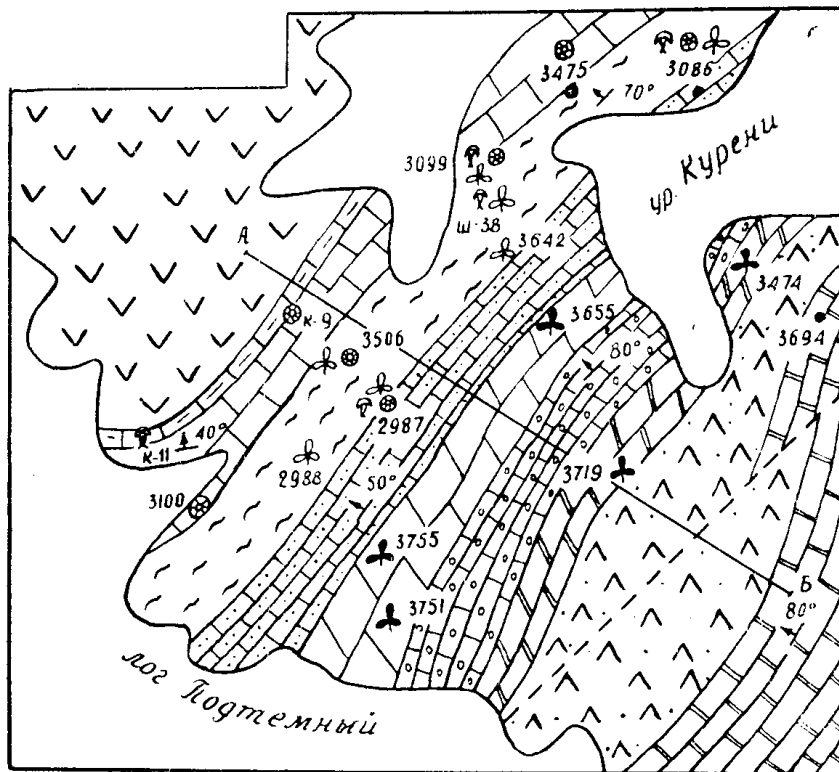 г
3475
3086
70°
3099
ур. Курени
Ш-38
А
3642
3474
К-9
3655
3506
3694
80°
2987
40°
К-11
3719
2988
50°
3100
3755
Б
80°
3751
лог Подтемный